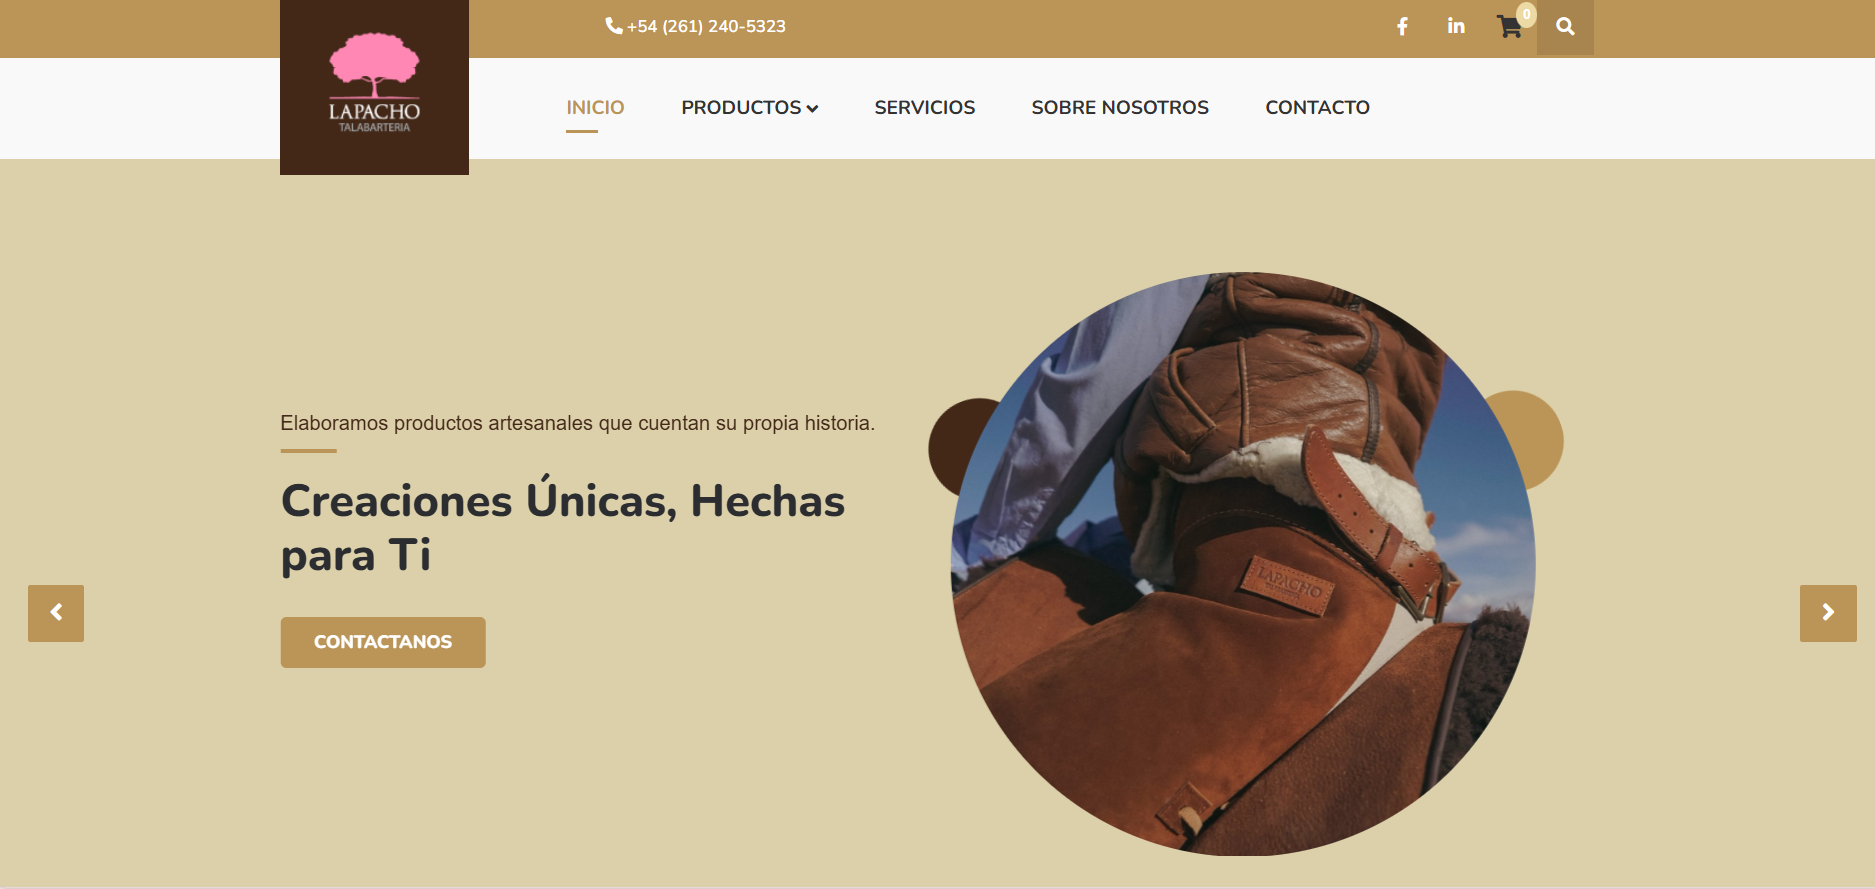 +54 (261) 240-5323
0
LAPACHO
TALABARTERIA
INICIO
PRODUCTOS
SERVICIOS
SOBRE NOSOTROS
CONTACTO
Elaboramos productos artesanales que cuentan su propia historia.
Creaciones Únicas, Hechas
para Ti
CONTACTANOS
LAPACHO